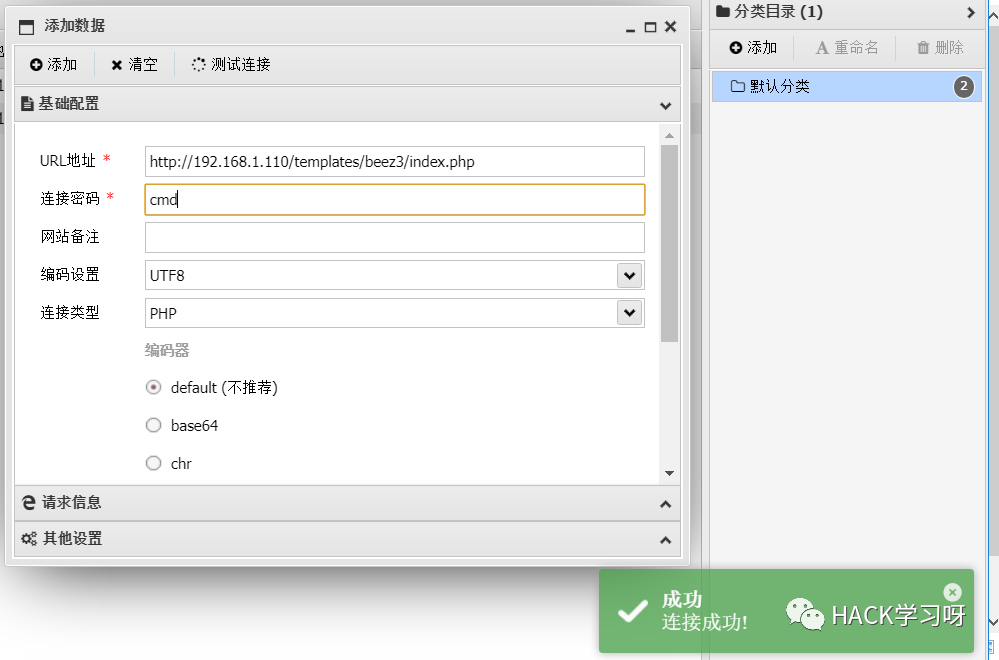 添加数据
添加 清空 测试连接
基础配置
URL地址 * http://192.168.1.110/templates/beez3/index.php
连接密码 * cmd
网站备注
编码设置 UTF8
连接类型 PHP
编码器
default (不推荐)
base64
chr
请求信息
其他设置
分类目录 (1)
添加 重命名 删除
默认分类 2
成功
连接成功!
HACK学习呀